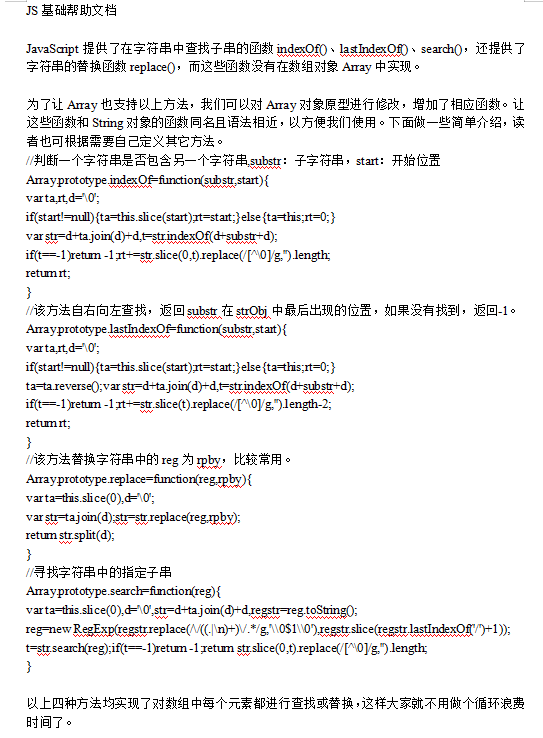 JS 基础帮助文档
JavaScript 提供了在字符串中查找子串的函数 indexOf()、lastIndexOf()、search()，还提供了
字符串的替换函数 replace()，而这些函数没有在数组对象 Array 中实现。
为了让 Array 也支持以上方法，我们可以对 Array 对象原型进行修改，增加了相应函数。让
这些函数和 String 对象的函数同名且语法相近，以方便我们使用。下面做一些简单介绍，读
者也可根据需要自己定义其它方法。
//判断一个字符串是否包含另一个字符串,substr：子字符串，start：开始位置
Array.prototype.indexOf=function(substr,start){
var ta,rt,d='\0';
if(start!=null){ta=this.slice(start);rt=start;}else{ta=this;rt=0;}
var str=d+ta.join(d)+d,t=str.indexOf(d+substr+d);
if(t==-1)return -1;rt+=str.slice(0,t).replace(/[^\0]/g,'').length;
return rt;
}
//该方法自右向左查找，返回 substr 在 strObj 中最后出现的位置，如果没有找到，返回-1。
Array.prototype.lastIndexOf=function(substr,start){
var ta,rt,d='\0';
if(start!=null){ta=this.slice(start);rt=start;}else{ta=this;rt=0;}
ta=ta.reverse();var str=d+ta.join(d)+d,t=str.indexOf(d+substr+d);
if(t==-1)return -1;rt+=str.slice(t).replace(/[^\0]/g,'').length-2;
return rt;
}
//该方法替换字符串中的 reg 为 rpby，比较常用。
Array.prototype.replace=function(reg,rpby){
var ta=this.slice(0),d='\0';
var str=ta.join(d);str=str.replace(reg,rpby);
return str.split(d);
}
//寻找字符串中的指定子串
Array.prototype.search=function(reg){
var ta=this.slice(0),d='\0',str=d+ta.join(d)+d,regstr=reg.toString();
reg=new RegExp(regstr.replace(/\/((.|\n)+)\/.*/g,'\\0$1\\0'),regstr.slice(regstr.lastIndexOf('/')+1));
t=str.search(reg);if(t==-1)return -1;return str.slice(0,t).replace(/[^\0]/g,'').length;
}
以上四种方法均实现了对数组中每个元素都进行查找或替换，这样大家就不用做个循环浪费
时间了。